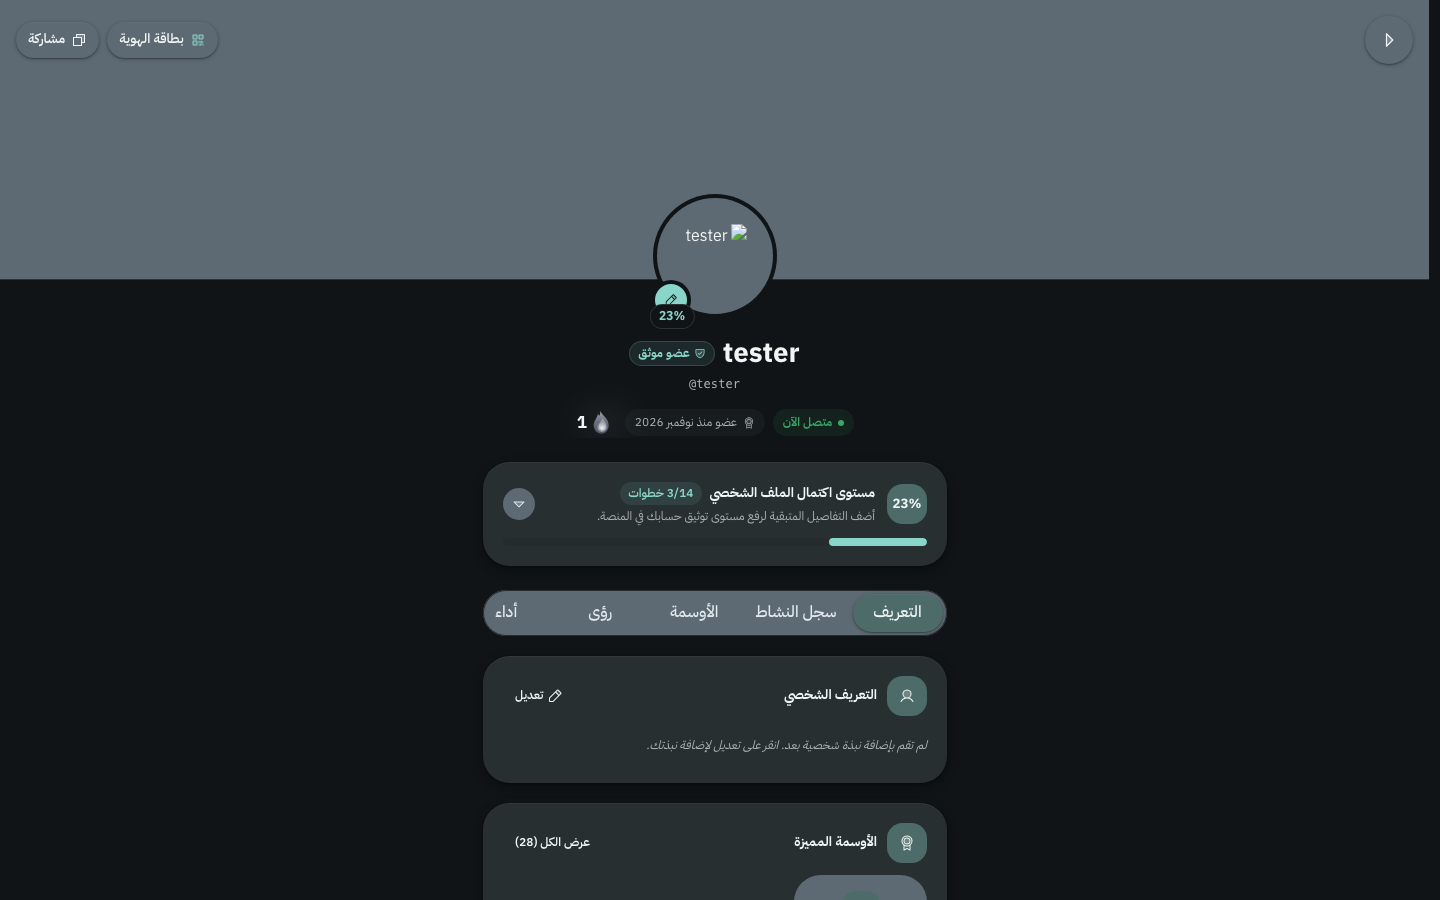 بطاقة الهوية
مشاركة
tester
23%
tester عضو موثق
@tester
متصل الآن
عضو منذ نوفمبر 2026
1
23%
مستوى اكتمال الملف الشخصي 3/14 خطوات
أضف التفاصيل المتبقية لرفع مستوى توثيق حسابك في المنصة.
التعريف سجل النشاط الأوسمة رؤى أداء
التعريف الشخصي
تعديل
لم تقم بإضافة نبذة شخصية بعد. انقر على تعديل لإضافة نبذتك.
الأوسمة المميزة
عرض الكل (28)